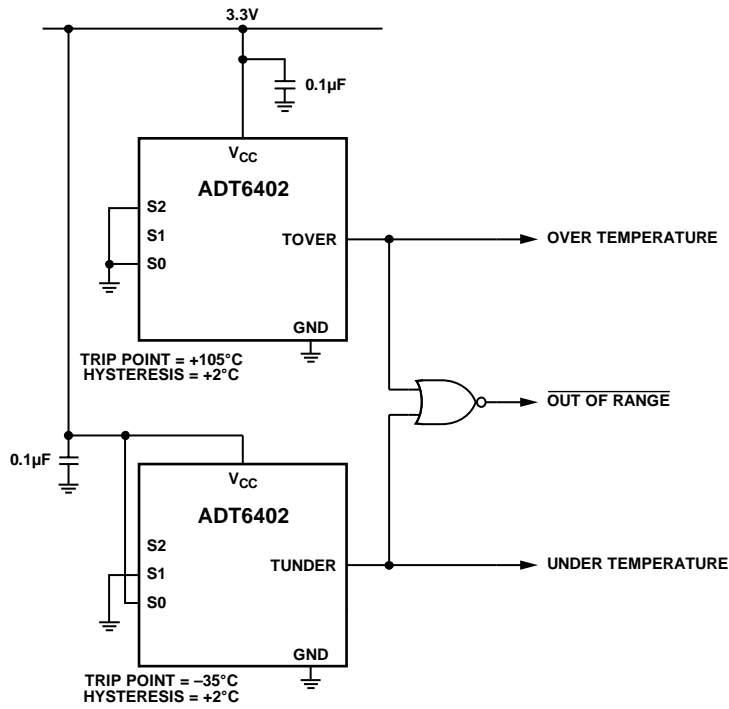 3.3V
0.1µF
VCC
ADT6402
S2
S1
S0
TOVER
GND
OVER TEMPERATURE
TRIP POINT = +105°C
HYSTERESIS = +2°C
OUT OF RANGE
0.1µF
VCC
ADT6402
S2
S1
S0
TUNDER
GND
UNDER TEMPERATURE
TRIP POINT = –35°C
HYSTERESIS = +2°C